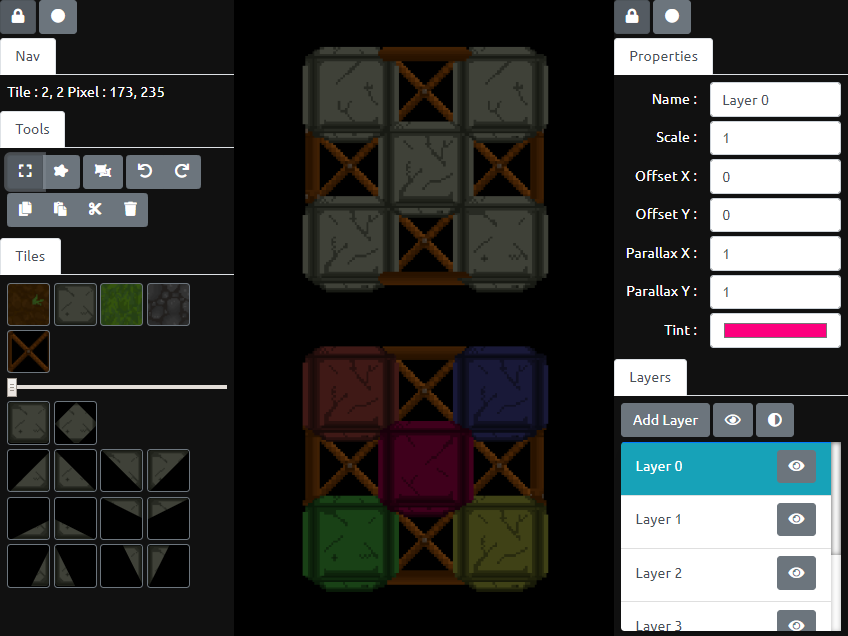 Nav
Tile : 2, 2 Pixel : 173, 235
Tools
Tiles
Properties
Name : Layer 0
Scale : 1
Offset X : 0
Offset Y : 0
Parallax X : 1
Parallax Y : 1
Tint :
Layers
Add Layer
Layer 0
Layer 1
Layer 2
Layer 3